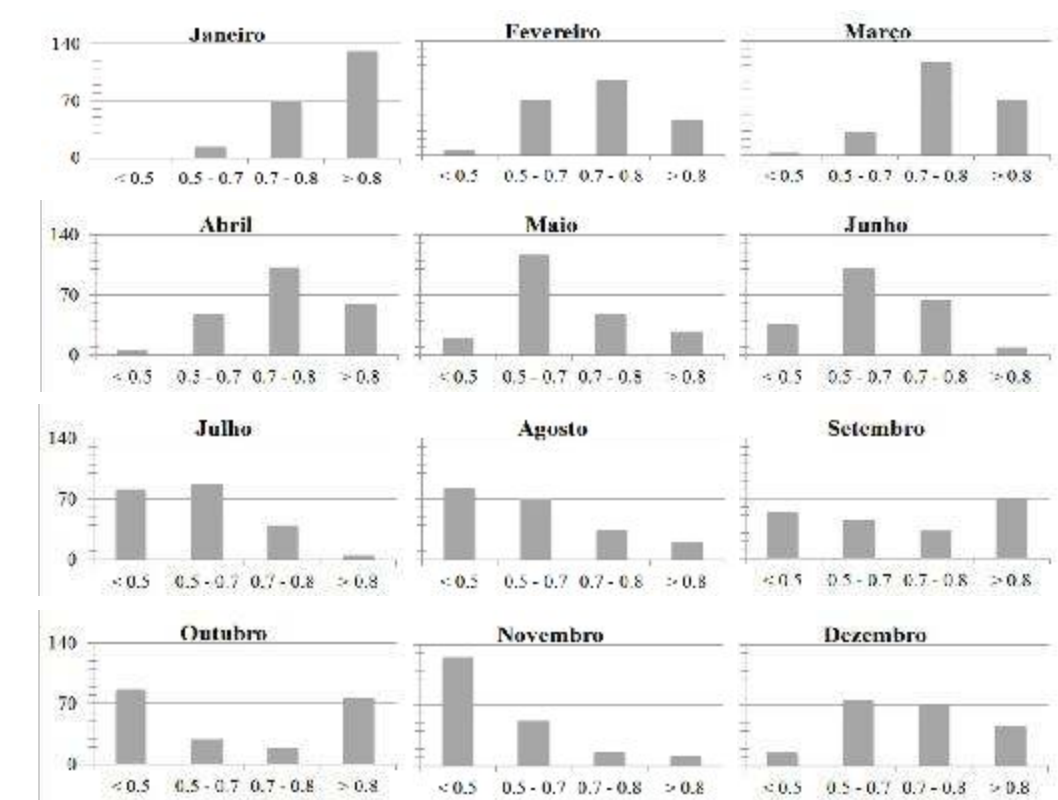 Janeiro Fevereiro Março
140
70
0
< 0.5 0.5 - 0.7 0.7 - 0.8 > 0.8 < 0.5 0.5 - 0.7 0.7 - 0.8 > 0.8 < 0.5 0.5 - 0.7 0.7 - 0.8 > 0.8
Abril Maio Junho
140
70
0
< 0.5 0.5 - 0.7 0.7 - 0.8 > 0.8 < 0.5 0.5 - 0.7 0.7 - 0.8 > 0.8 < 0.5 0.5 - 0.7 0.7 - 0.8 > 0.8
Julho Agosto Setembro
140
70
0
< 0.5 0.5 - 0.7 0.7 - 0.8 > 0.8 < 0.5 0.5 - 0.7 0.7 - 0.8 > 0.8 < 0.5 0.5 - 0.7 0.7 - 0.8 > 0.8
Outubro Novembro Dezembro
140
70
0
< 0.5 0.5 - 0.7 0.7 - 0.8 > 0.8 < 0.5 0.5 - 0.7 0.7 - 0.8 > 0.8 < 0.5 0.5 - 0.7 0.7 - 0.8 > 0.8